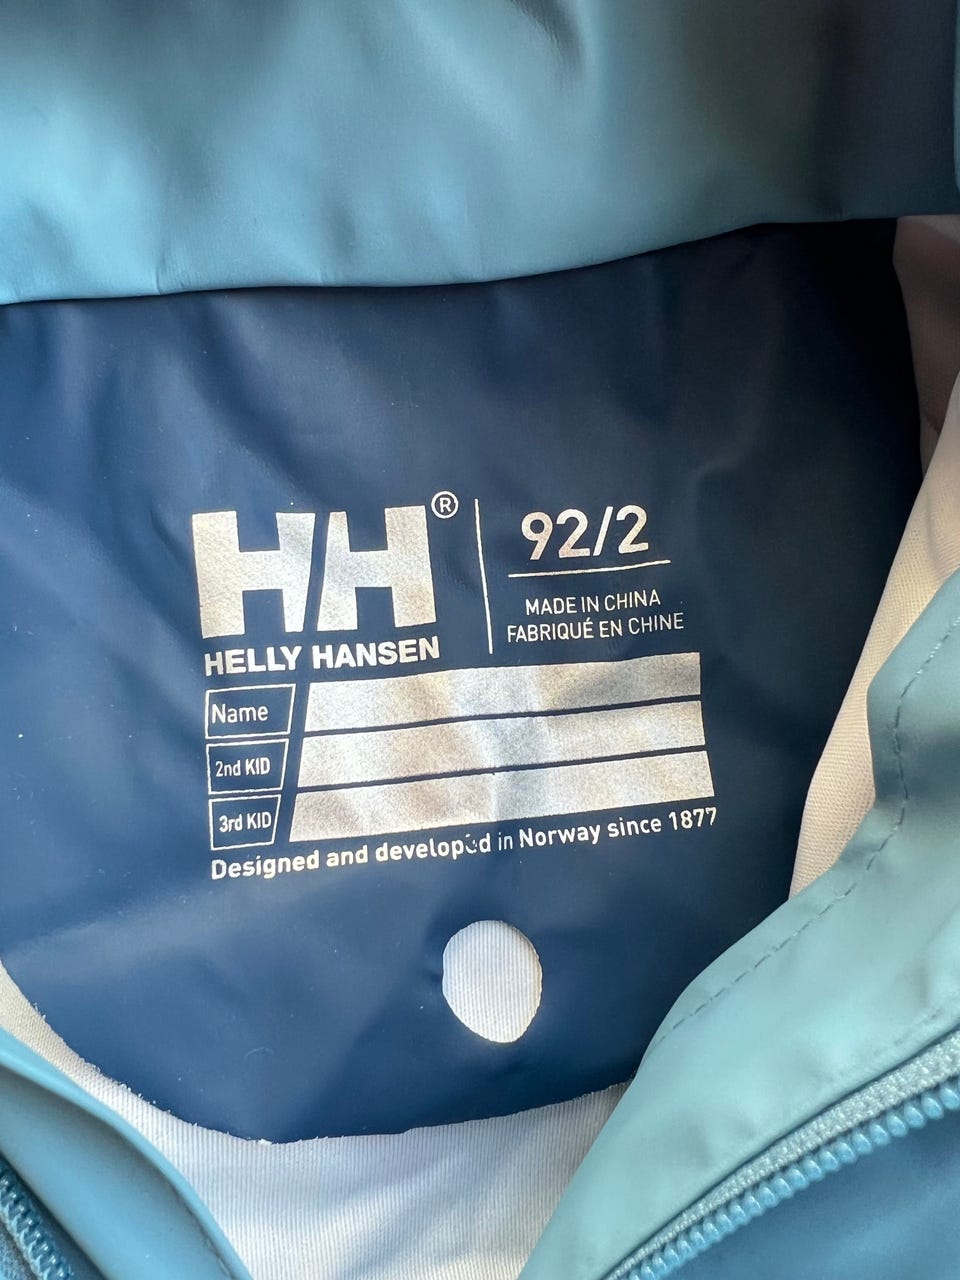 HH®
HELLY HANSEN
92/2
MADE IN CHINA
FABRIQUÉ EN CHINE
Name
2nd KID
3rd KID
Designed and developed in Norway since 1877